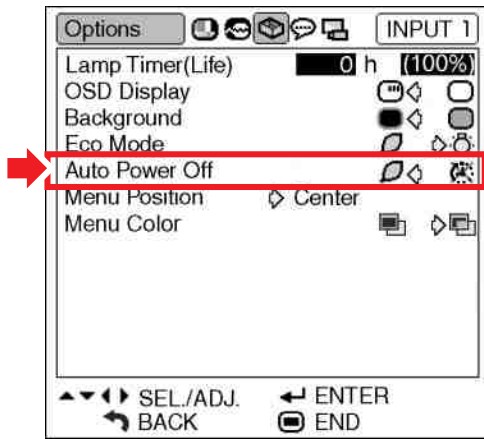 Options INPUT 1
Lamp Timer(Life) 0 h (100%)
OSD Display
Background
Eco Mode
Auto Power Off
Menu Position Center
Menu Color
SEL./ADJ. ENTER
BACK END